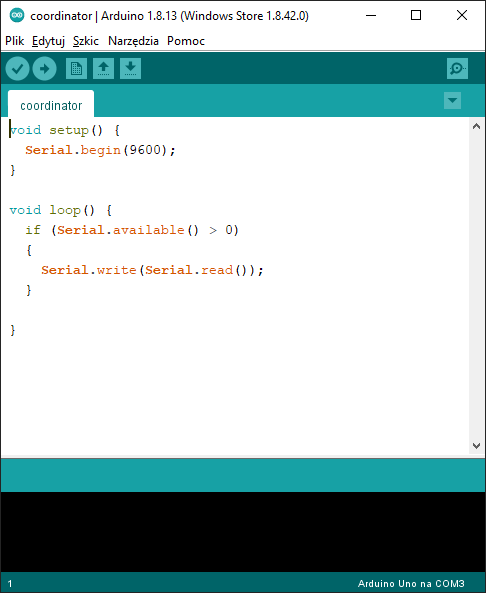 coordinator | Arduino 1.8.13 (Windows Store 1.8.42.0)
Plik Edytuj Szkic Narzędzia Pomoc
coordinator
void setup() {
  Serial.begin(9600);
}

void loop() {
  if (Serial.available() > 0)
  {
    Serial.write(Serial.read());
  }

}
1
Arduino Uno na COM3